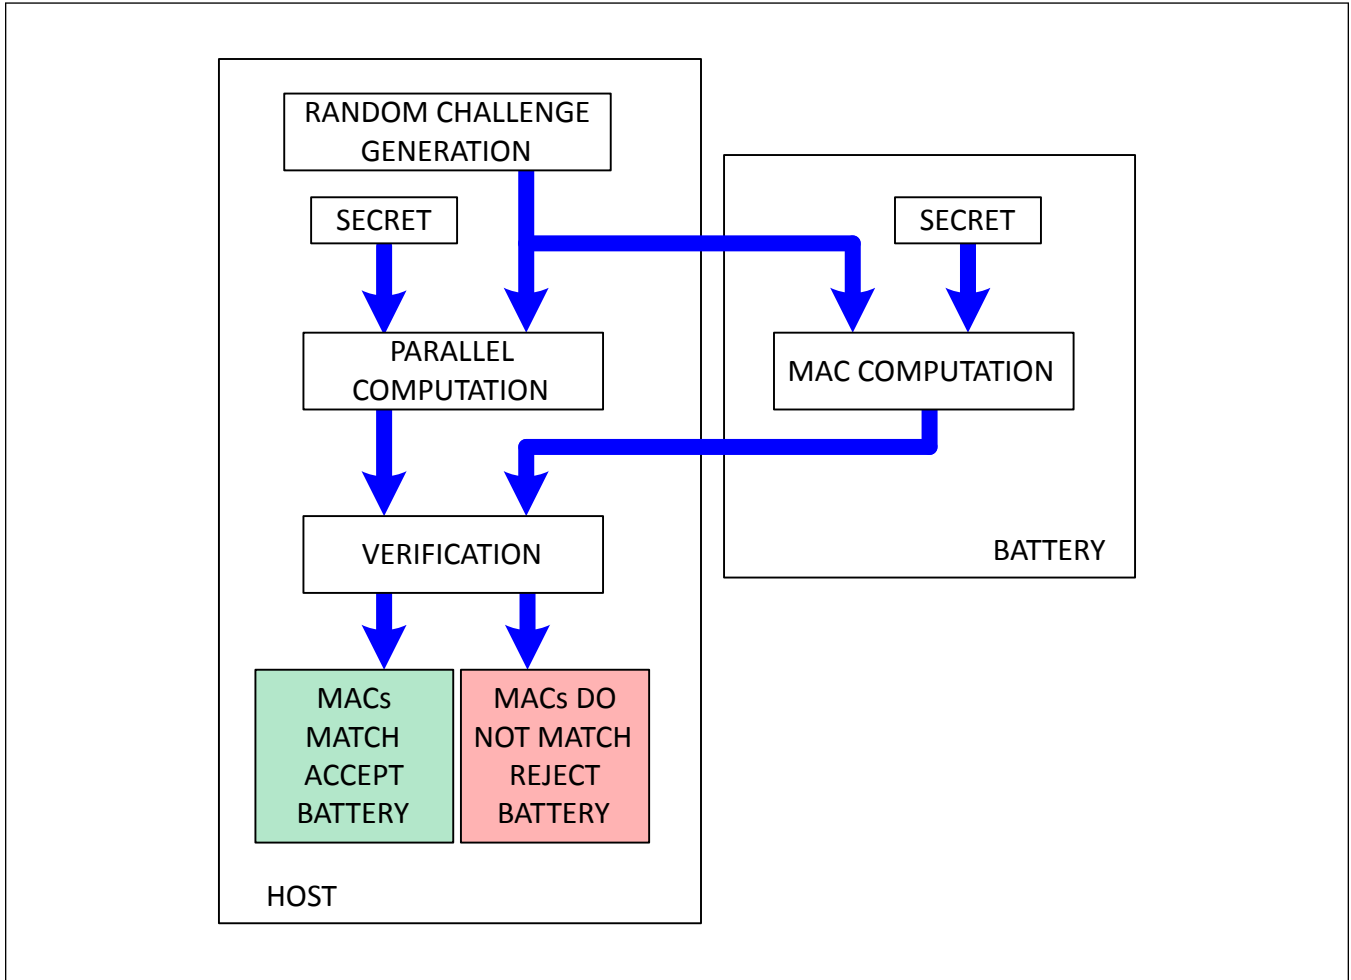 RANDOM CHALLENGE
GENERATION
SECRET
SECRET
PARALLEL
COMPUTATION
MAC COMPUTATION
VERIFICATION
BATTERY
MACs
MATCH
ACCEPT
BATTERY
MACs DO
NOT MATCH
REJECT
BATTERY
HOST